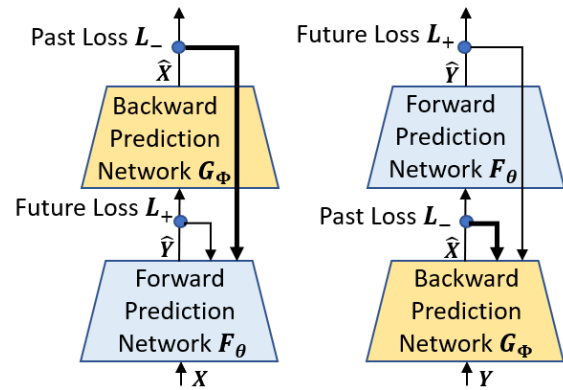 Past Loss L₋
X̂
Backward
Prediction
Network G_Φ
Future Loss L₊
Ŷ
Forward
Prediction
Network F_θ
X
Future Loss L₊
Ŷ
Forward
Prediction
Network F_θ
Past Loss L₋
X̂
Backward
Prediction
Network G_Φ
Y